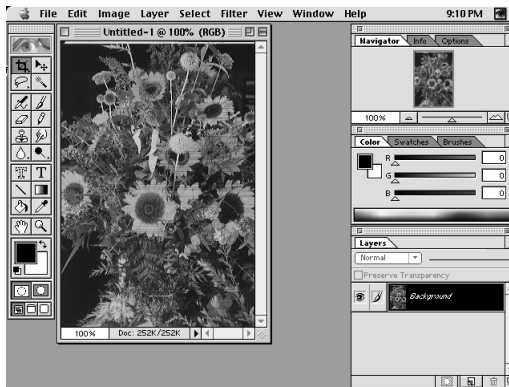 File Edit Image Layer Select Filter View Window Help 9:10 PM
Untitled-1 @ 100% (RGB)
100% Doc: 252K/252K
T
Navigator Info Options
100%
Color Swatches Brushes
R 0
G 0
B 0
Layers
Normal
Preserve Transparency
Background